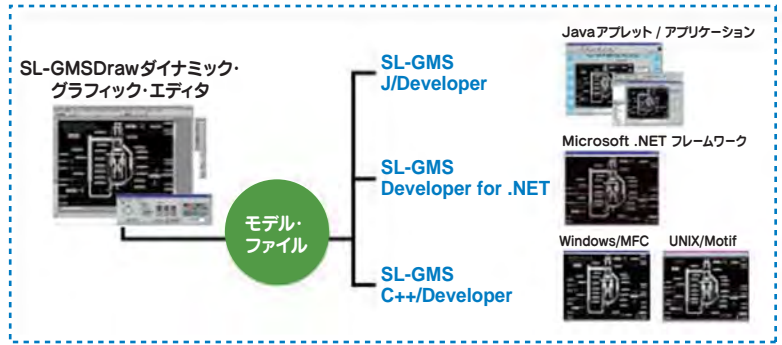 SL-GMSDrawダイナミック・
グラフィック・エディタ
モデル・
ファイル
SL-GMS
J/Developer
SL-GMS
Developer for .NET
SL-GMS
C++/Developer
Javaアプレット / アプリケーション
Microsoft .NET フレームワーク
Windows/MFC
UNIX/Motif